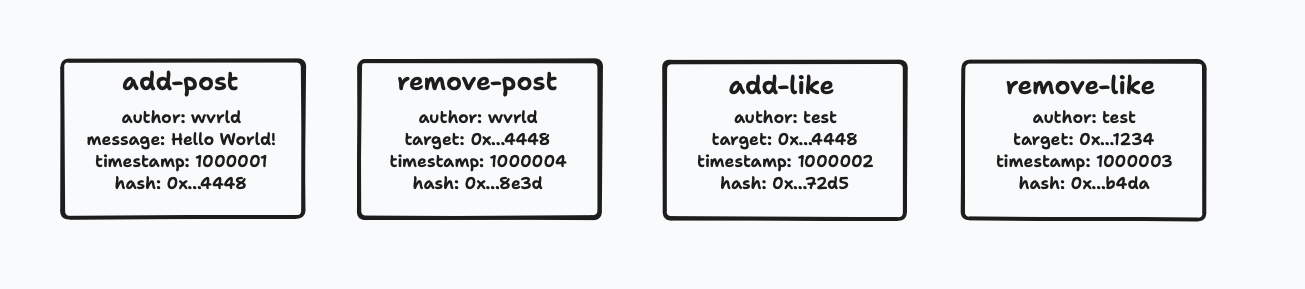 add-post
author: wvrld
message: Hello World!
timestamp: 1000001
hash: 0x...4448
remove-post
author: wvrld
target: 0x...4448
timestamp: 1000004
hash: 0x...8e3d
add-like
author: test
target: 0x...4448
timestamp: 1000002
hash: 0x...72d5
remove-like
author: test
target: 0x...1234
timestamp: 1000003
hash: 0x...b4da